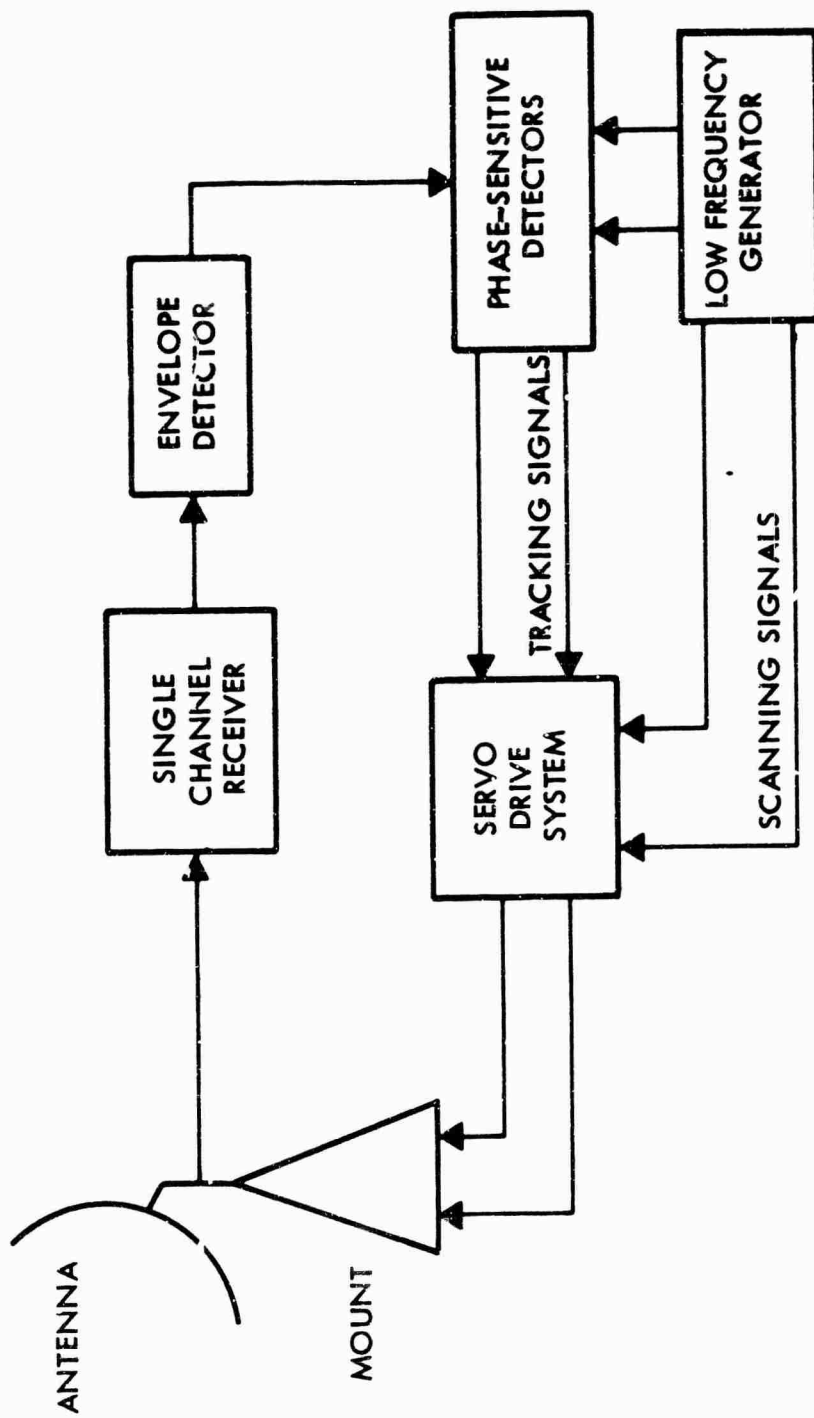 ANTENNA
MOUNT
SINGLE
CHANNEL
RECEIVER
ENVELOPE
DETECTOR
SERVO
DRIVE
SYSTEM
TRACKING SIGNALS
PHASE-SENSITIVE
DETECTORS
SCANNING SIGNALS
LOW FREQUENCY
GENERATOR